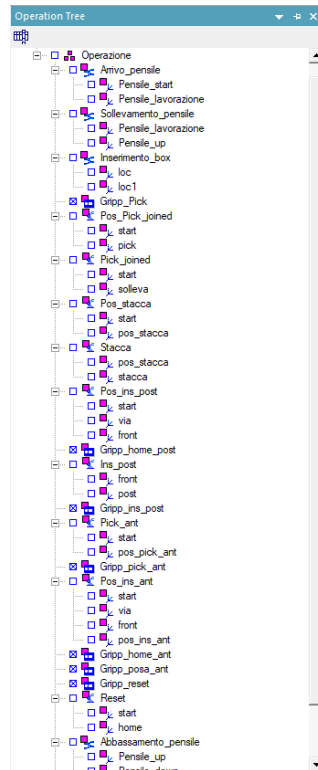 Operation Tree
Operazione
Arrivo_pensile
Pensile_start
Pensile_lavorazione
Sollevamento_pensile
Pensile_lavorazione
Pensile_up
Inserimento_box
loc
loc1
Gripp_Pick
Pos_Pick_joined
start
pick
Pick_joined
start
solleva
Pos_stacca
start
pos_stacca
Stacca
pos_stacca
stacca
Pos_ins_post
start
via
front
Gripp_home_post
Ins_post
front
post
Gripp_ins_post
Pick_ant
start
pos_pick_ant
Gripp_pick_ant
Pos_ins_ant
start
via
front
pos_ins_ant
Gripp_home_ant
Gripp_posa_ant
Gripp_reset
Reset
start
home
Abbassamento_pensile
Pensile_up
Pensile_down